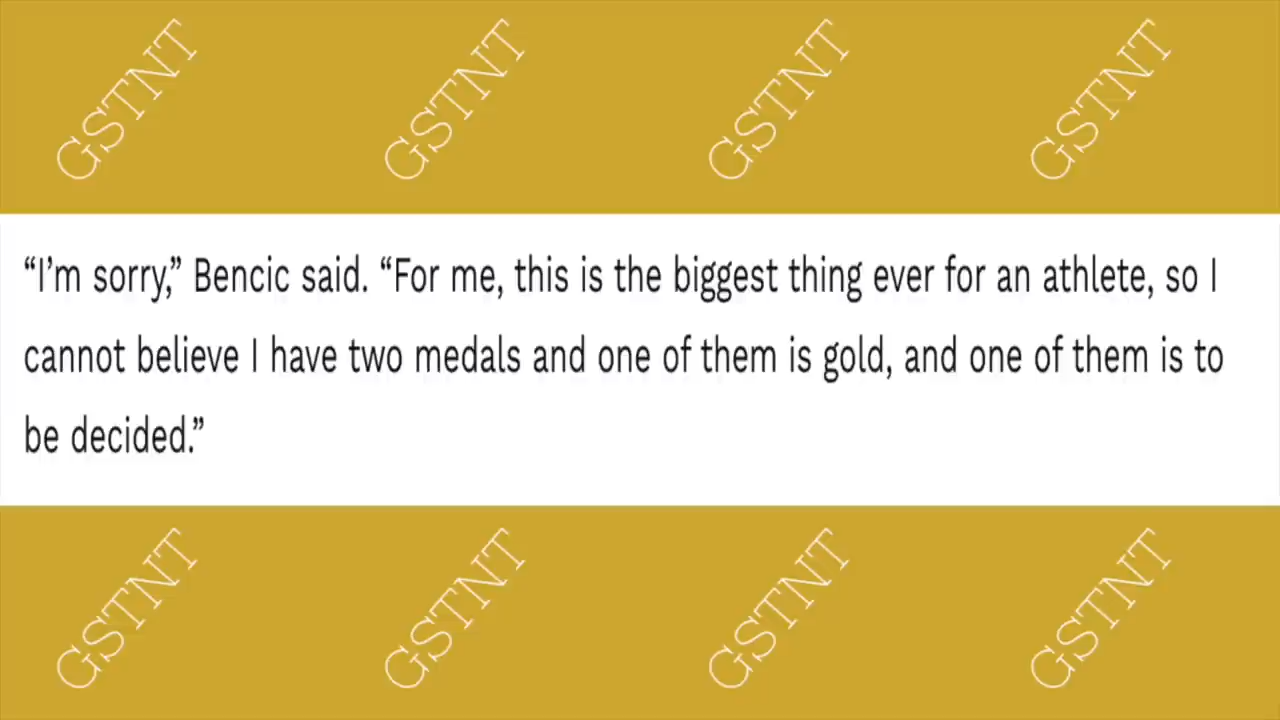 GSTNT GSTNT GSTNT GSTNT
“I’m sorry,” Bencic said. “For me, this is the biggest thing ever for an athlete, so I
cannot believe I have two medals and one of them is gold, and one of them is to
be decided.”
GSTNT GSTNT GSTNT GSTNT